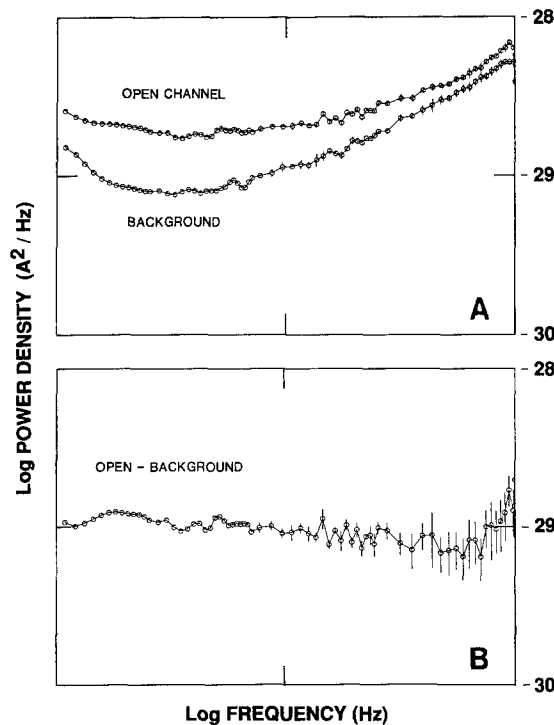 - 28
OPEN CHANNEL
- 29
BACKGROUND
A
- 30
Log POWER DENSITY (A² / Hz)
- 28
OPEN - BACKGROUND
- 29
B
- 30
Log FREQUENCY (Hz)